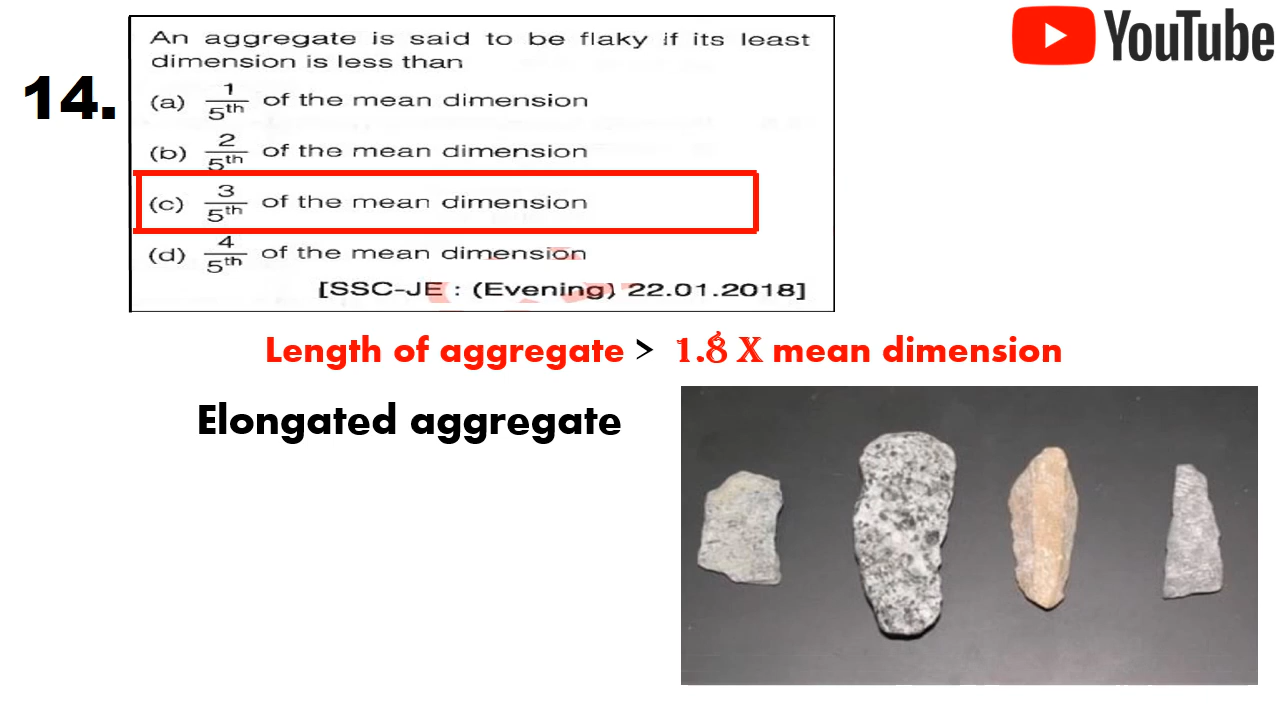 YouTube
14.
An aggregate is said to be flaky if its least
dimension is less than
(a) 1/5th of the mean dimension
(b) 2/5th of the mean dimension
(c) 3/5th of the mean dimension
(d) 4/5th of the mean dimension
[SSC-JE : (Evening) 22.01.2018]
Length of aggregate > 1.8 X mean dimension
Elongated aggregate